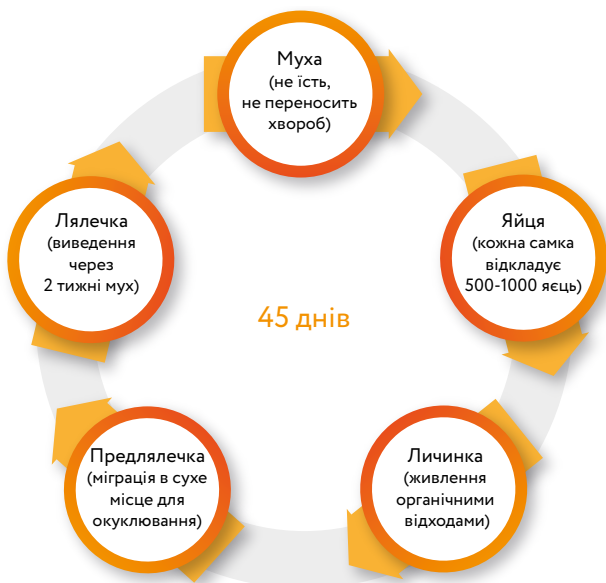 Муха
(не їсть,
не переносить
хвороб)
Яйця
(кожна самка
відкладує
500-1000 яєць)
Личинка
(живлення
органічними
відходами)
Предлялечка
(міграція в сухе
місце для
окуклювання)
Лялечка
(виведення
через
2 тижні мух)
45 днів